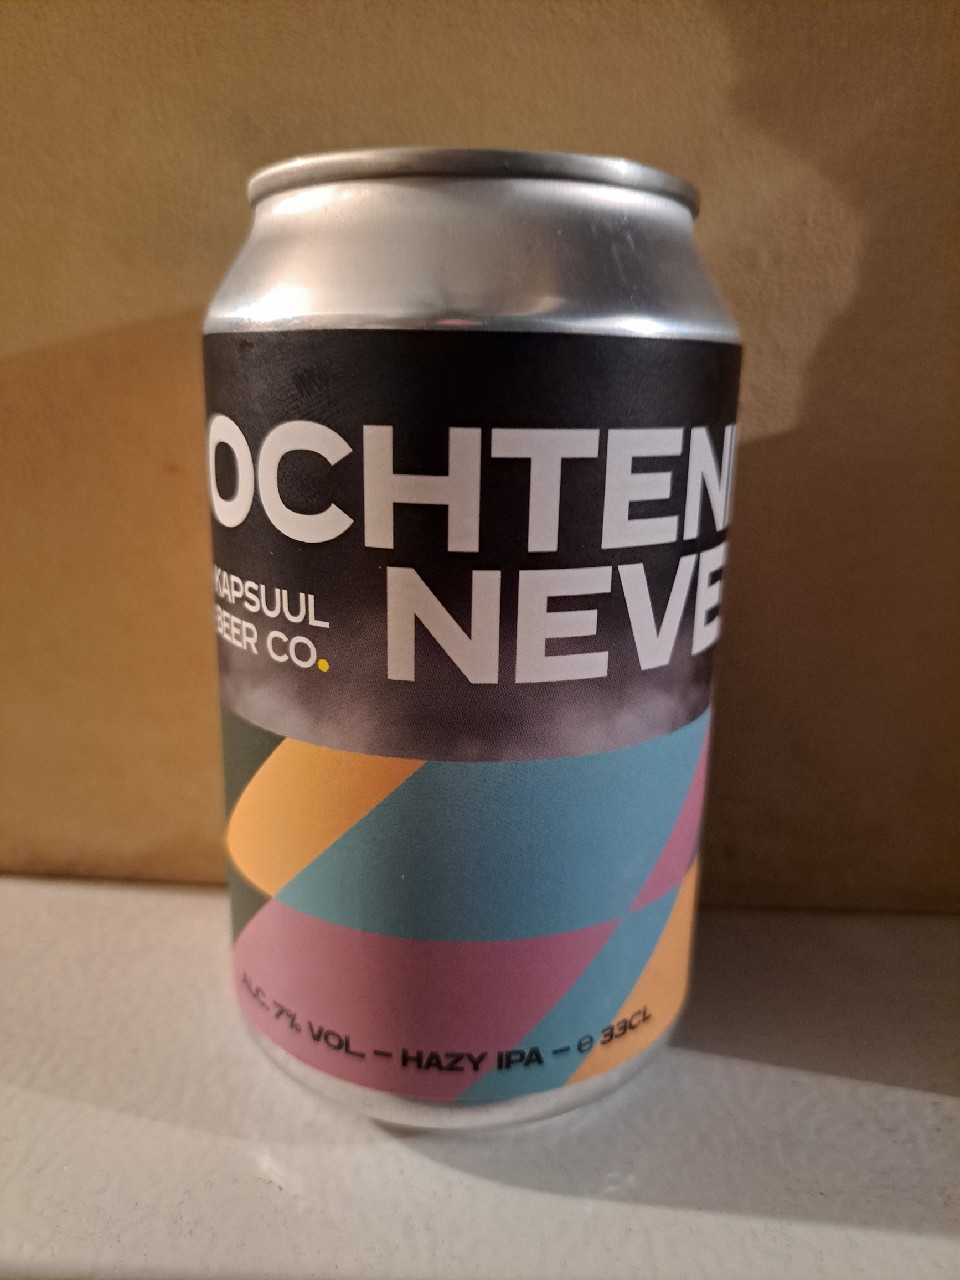 OCHTEN
NEVE
KAPSUUL
BEER CO.
ALC. 7% VOL. – HAZY IPA – ℮ 33CL